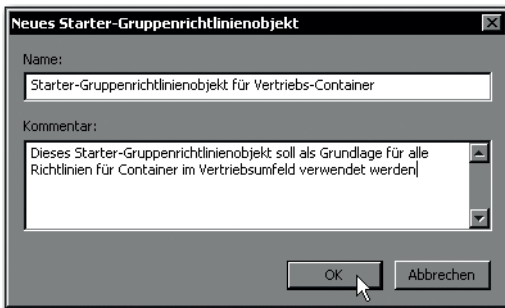 Neues Starter-Gruppenrichtlinienobjekt
Name:
Starter-Gruppenrichtlinienobjekt für Vertriebs-Container
Kommentar:
Dieses Starter-Gruppenrichtlinienobjekt soll als Grundlage für alle
Richtlinien für Container im Vertriebsumfeld verwendet werden
OK
Abbrechen